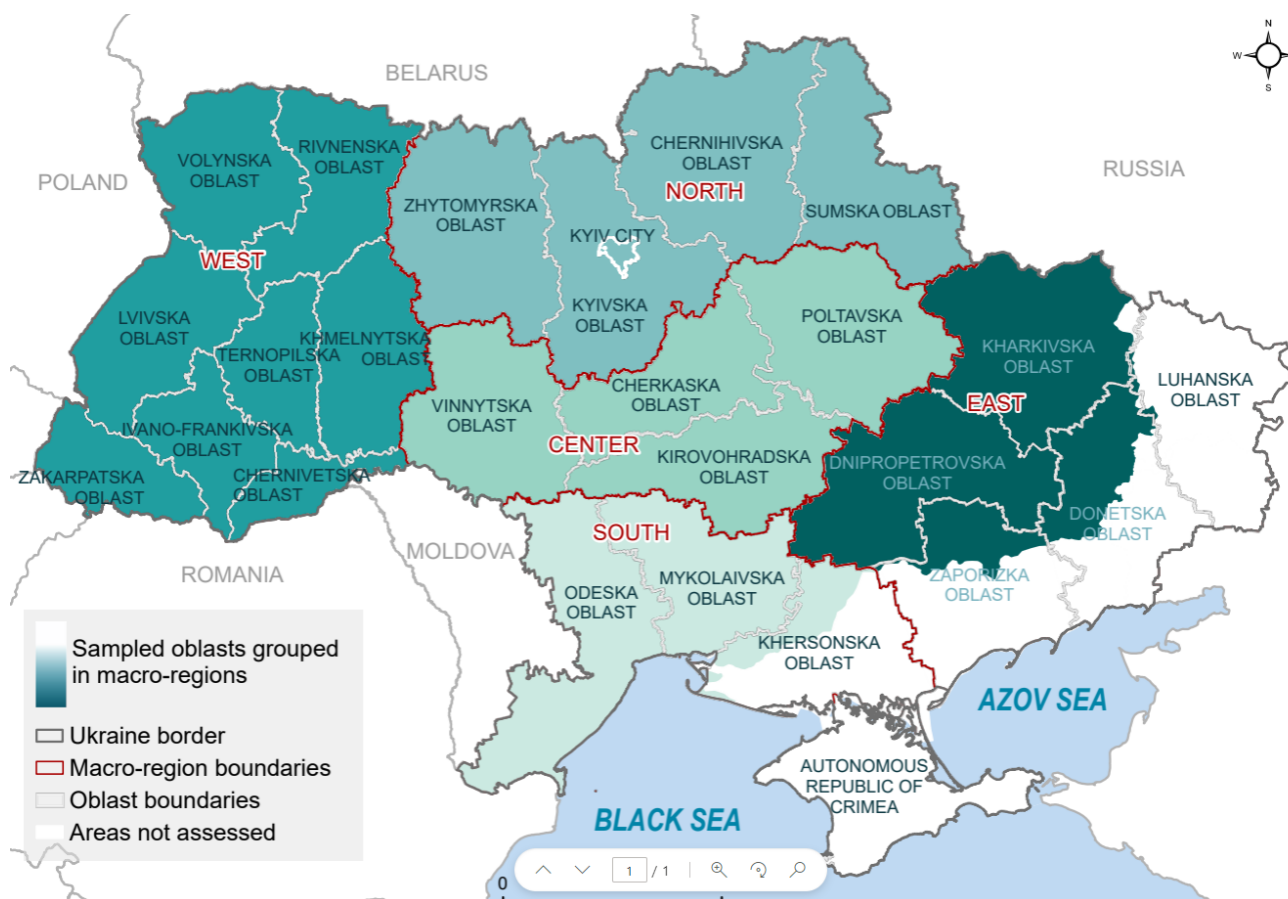 N
W
S
BELARUS
POLAND
RUSSIA
VOLYNSKA
OBLAST
RIVNENSKA
OBLAST
CHERNIHIVSKA
OBLAST
NORTH
ZHYTOMYRSKA
OBLAST
SUMSKA OBLAST
KYIV CITY
WEST
LVIVSKA
OBLAST
KYIVSKA
OBLAST
POLTAVSKA
OBLAST
KHMELNYTSKA
OBLAST
TERNOPILSKA
OBLAST
KHARKIVSKA
OBLAST
LUHANSKA
OBLAST
CHERKASKA
OBLAST
VINNYTSKA
OBLAST
EAST
IVANO-FRANKIVSKA
OBLAST
CENTER
KIROVOHRADSKA
OBLAST
DNIPROPETROVSKA
OBLAST
ZAKARPATSKA
OBLAST
CHERNIVETSKA
OBLAST
DONETSKA
OBLAST
SOUTH
MOLDOVA
ROMANIA
ODESKA
OBLAST
MYKOLAIVSKA
OBLAST
ZAPORIZKA
OBLAST
KHERSONSKA
OBLAST
AZOV SEA
AUTONOMOUS
REPUBLIC OF
CRIMEA
BLACK SEA
Sampled oblasts grouped
in macro-regions
Ukraine border
Macro-region boundaries
Oblast boundaries
Areas not assessed
1 / 1
0